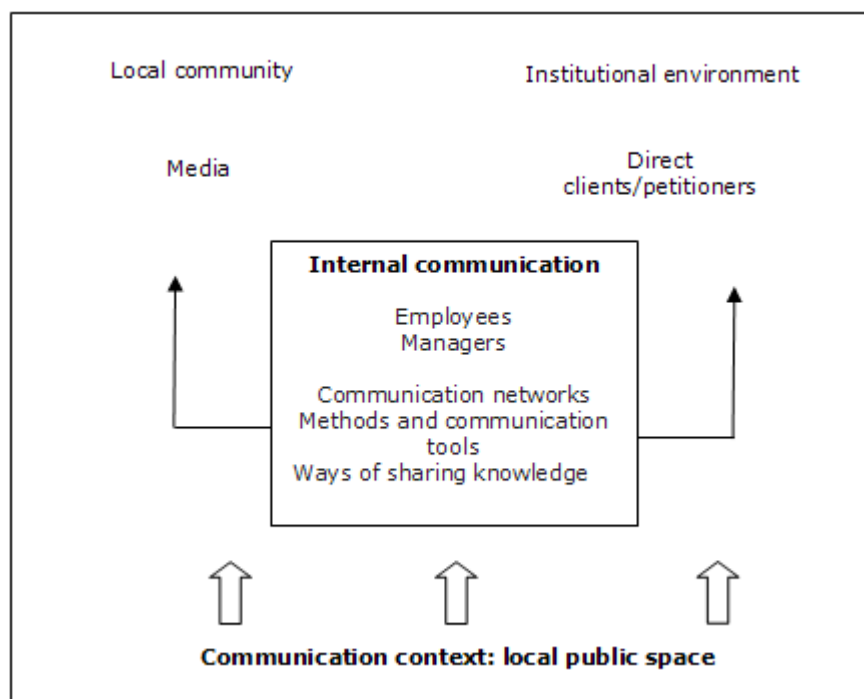 Local community
Institutional environment
Media
Direct
clients/petitioners
Internal communication
Employees
Managers
Communication networks
Methods and communication
tools
Ways of sharing knowledge
Communication context: local public space